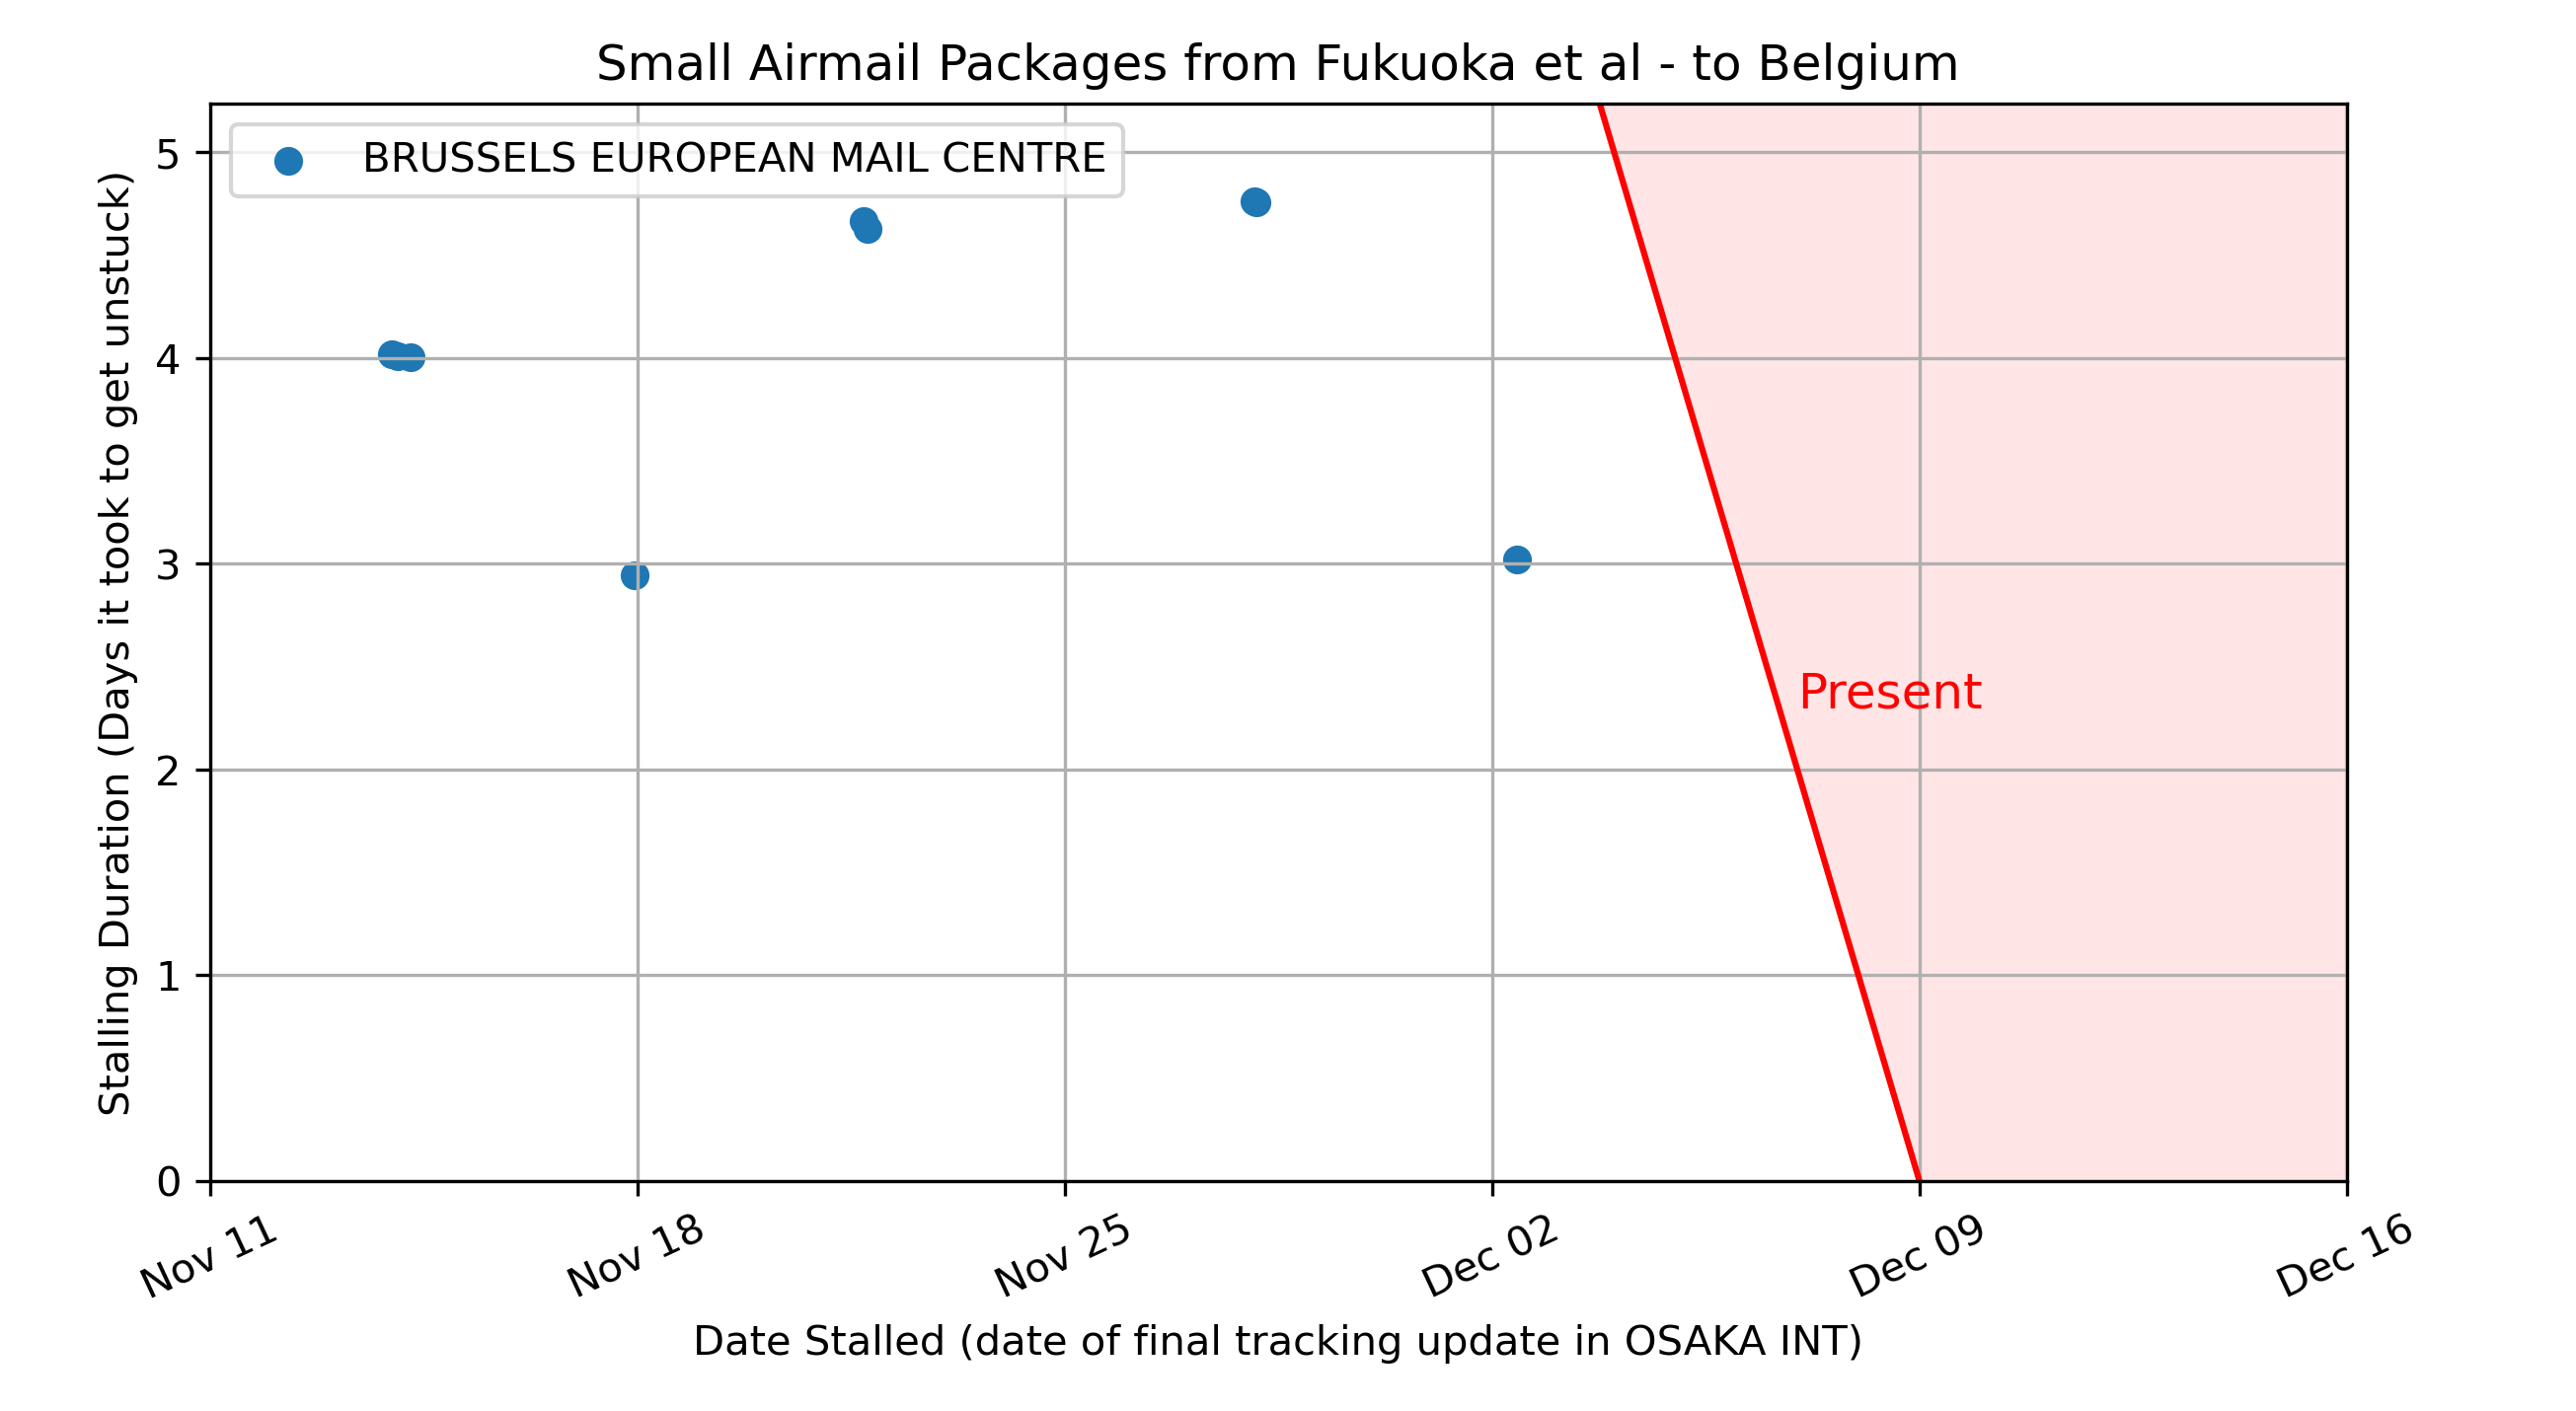 Small Airmail Packages from Fukuoka et al - to Belgium
BRUSSELS EUROPEAN MAIL CENTRE
Stalling Duration (Days it took to get unstuck)
5
4
3
2
1
0
Present
Nov 11
Nov 18
Nov 25
Dec 02
Dec 09
Dec 16
Date Stalled (date of final tracking update in OSAKA INT)